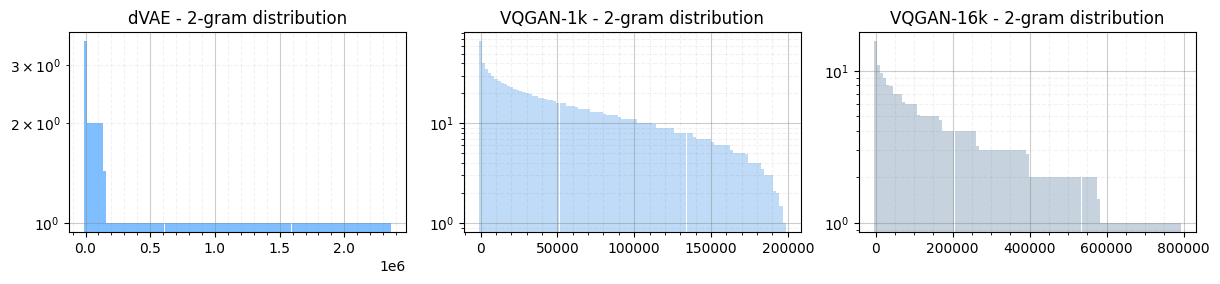 dVAE - 2-gram distribution
3 × 10⁰
2 × 10⁰
10⁰
0.0 0.5 1.0 1.5 2.0
1e6
VQGAN-1k - 2-gram distribution
10¹
10⁰
0 50000 100000 150000 200000
VQGAN-16k - 2-gram distribution
10¹
10⁰
0 200000 400000 600000 800000